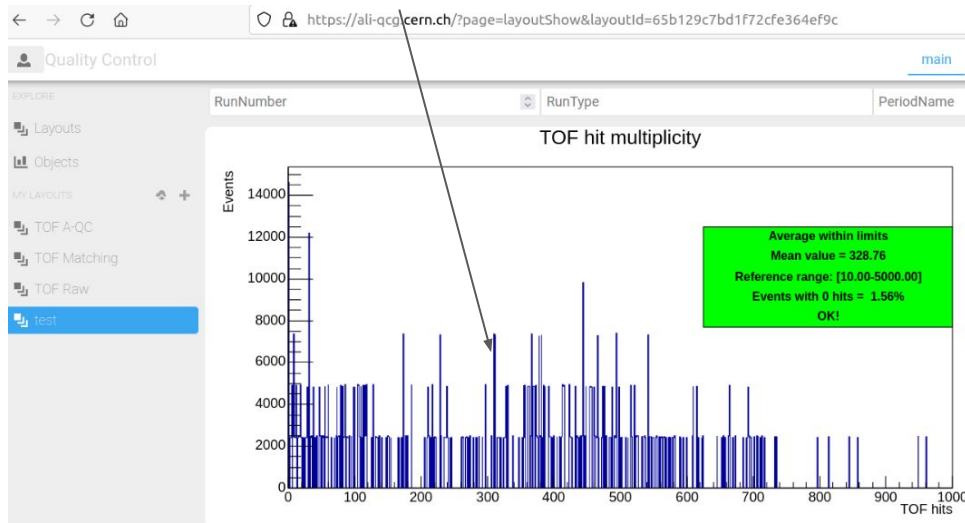 https://ali-qcg.cern.ch/?page=layoutShow&layoutId=65b129c7bd1f72cfe364ef9c
Quality Control
main
EXPLORE
Layouts
Objects
MY LAYOUTS
TOF A-QC
TOF Matching
TOF Raw
test
RunNumber
RunType
PeriodName
TOF hit multiplicity
Events
14000
12000
10000
8000
6000
4000
2000
0
Average within limits
Mean value = 328.76
Reference range: [10.00-5000.00]
Events with 0 hits = 1.56%
OK!
0 100 200 300 400 500 600 700 800 900 1000
TOF hits